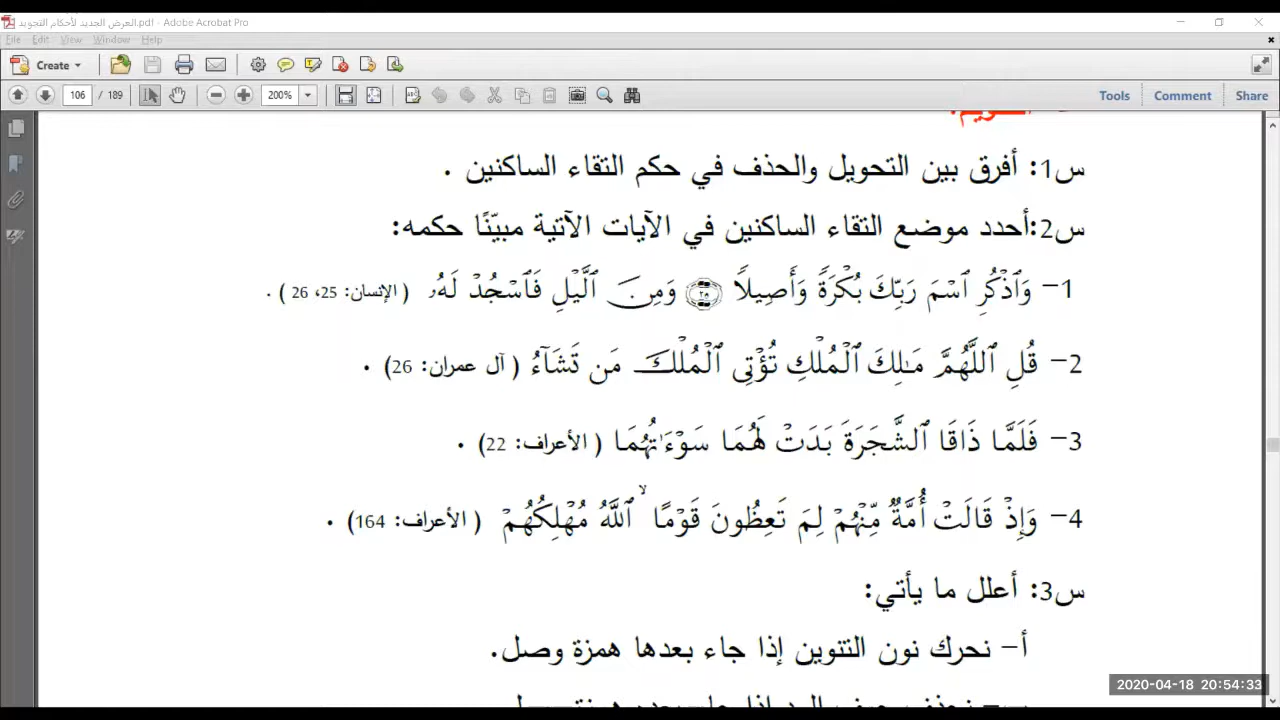 العرض الجديد لأحكام التجويد.pdf - Adobe Acrobat Pro
File Edit View Window Help
Create
106 / 189 200% Tools Comment Share
التقويم:
س1: أفرق بين التحويل والحذف في حكم التقاء الساكنين .
س2:أحدد موضع التقاء الساكنين في الآيات الآتية مبيّنًا حكمه:
1- وَٱذْكُرِ ٱسْمَ رَبِّكَ بُكْرَةً وَأَصِيلًا ۝٢٥ وَمِنَ ٱلَّيْلِ فَٱسْجُدْ لَهُۥ ( الإنسان: 25، 26 ) .
2- قُلِ ٱللَّهُمَّ مَـٰلِكَ ٱلْمُلْكِ تُؤْتِى ٱلْمُلْكَ مَن تَشَآءُ ( آل عمران: 26) .
3- فَلَمَّا ذَاقَا ٱلشَّجَرَةَ بَدَتْ لَهُمَا سَوْءَٰتُهُمَا ( الأعراف: 22) .
4- وَإِذْ قَالَتْ أُمَّةٌ مِّنْهُمْ لِمَ تَعِظُونَ قَوْمًا ۙ ٱللَّهُ مُهْلِكُهُمْ ( الأعراف: 164) .
س3: أعلل ما يأتي:
أ- نحرك نون التنوين إذا جاء بعدها همزة وصل.
2020-04-18 20:54:33